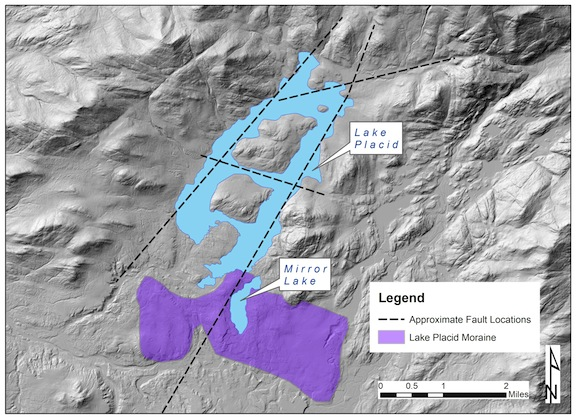 Lake
Placid
Mirror
Lake
Legend
Approximate Fault Locations
Lake Placid Moraine
N
0 0.5 1 2
Miles